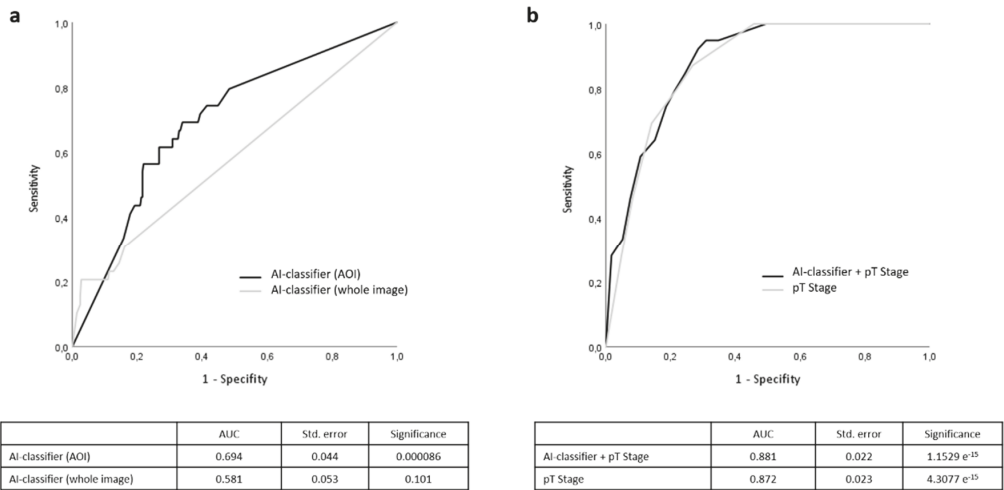 a
1,0
0,8
0,6
0,4
0,2
0,0
Sensitivity
AI-classifier (AOI)
AI-classifier (whole image)
0,0 0,2 0,4 0,6 0,8 1,0
1 - Specifity
AUC Std. error Significance
AI-classifier (AOI) 0.694 0.044 0.000086
AI-classifier (whole image) 0.581 0.053 0.101
b
1,0
0,8
0,6
0,4
0,2
0,0
Sensitivity
AI-classifier + pT Stage
pT Stage
0,0 0,2 0,4 0,6 0,8 1,0
1 - Specifity
AUC Std. error Significance
AI-classifier + pT Stage 0.881 0.022 1.1529 e⁻¹⁵
pT Stage 0.872 0.023 4.3077 e⁻¹⁵